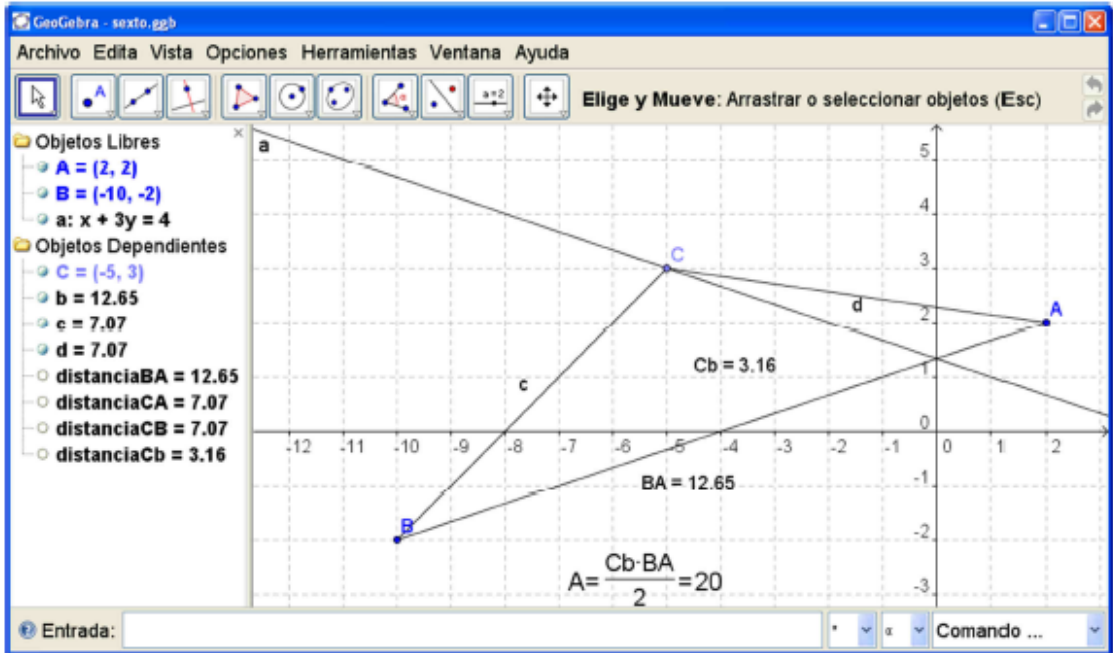 GeoGebra - sexto.ggb
Archivo Edita Vista Opciones Herramientas Ventana Ayuda
A
α
a=2
Elige y Mueve: Arrastrar o seleccionar objetos (Esc)
Objetos Libres
A = (2, 2)
B = (-10, -2)
a: x + 3y = 4
Objetos Dependientes
C = (-5, 3)
b = 12.65
c = 7.07
d = 7.07
distanciaBA = 12.65
distanciaCA = 7.07
distanciaCB = 7.07
distanciaCb = 3.16
a
5
4
C
3
d
A
2
Cb = 3.16
1
c
0
-12 -11 -10 -9 -8 -7 -6 -5 -4 -3 -2 -1 0 1 2
BA = 12.65
-1
B
-2
A= Cb·BA / 2 =20
-3
Entrada:
α
Comando ...